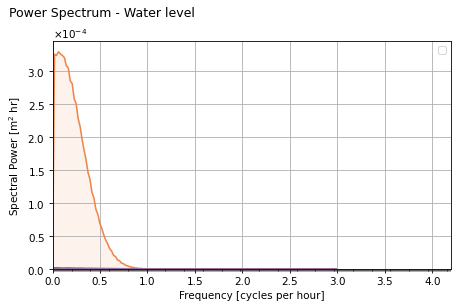 Power Spectrum - Water level
×10⁻⁴
3.0
2.5
2.0
1.5
1.0
0.5
0.0
Spectral Power [m² hr]
0.0 0.5 1.0 1.5 2.0 2.5 3.0 3.5 4.0
Frequency [cycles per hour]